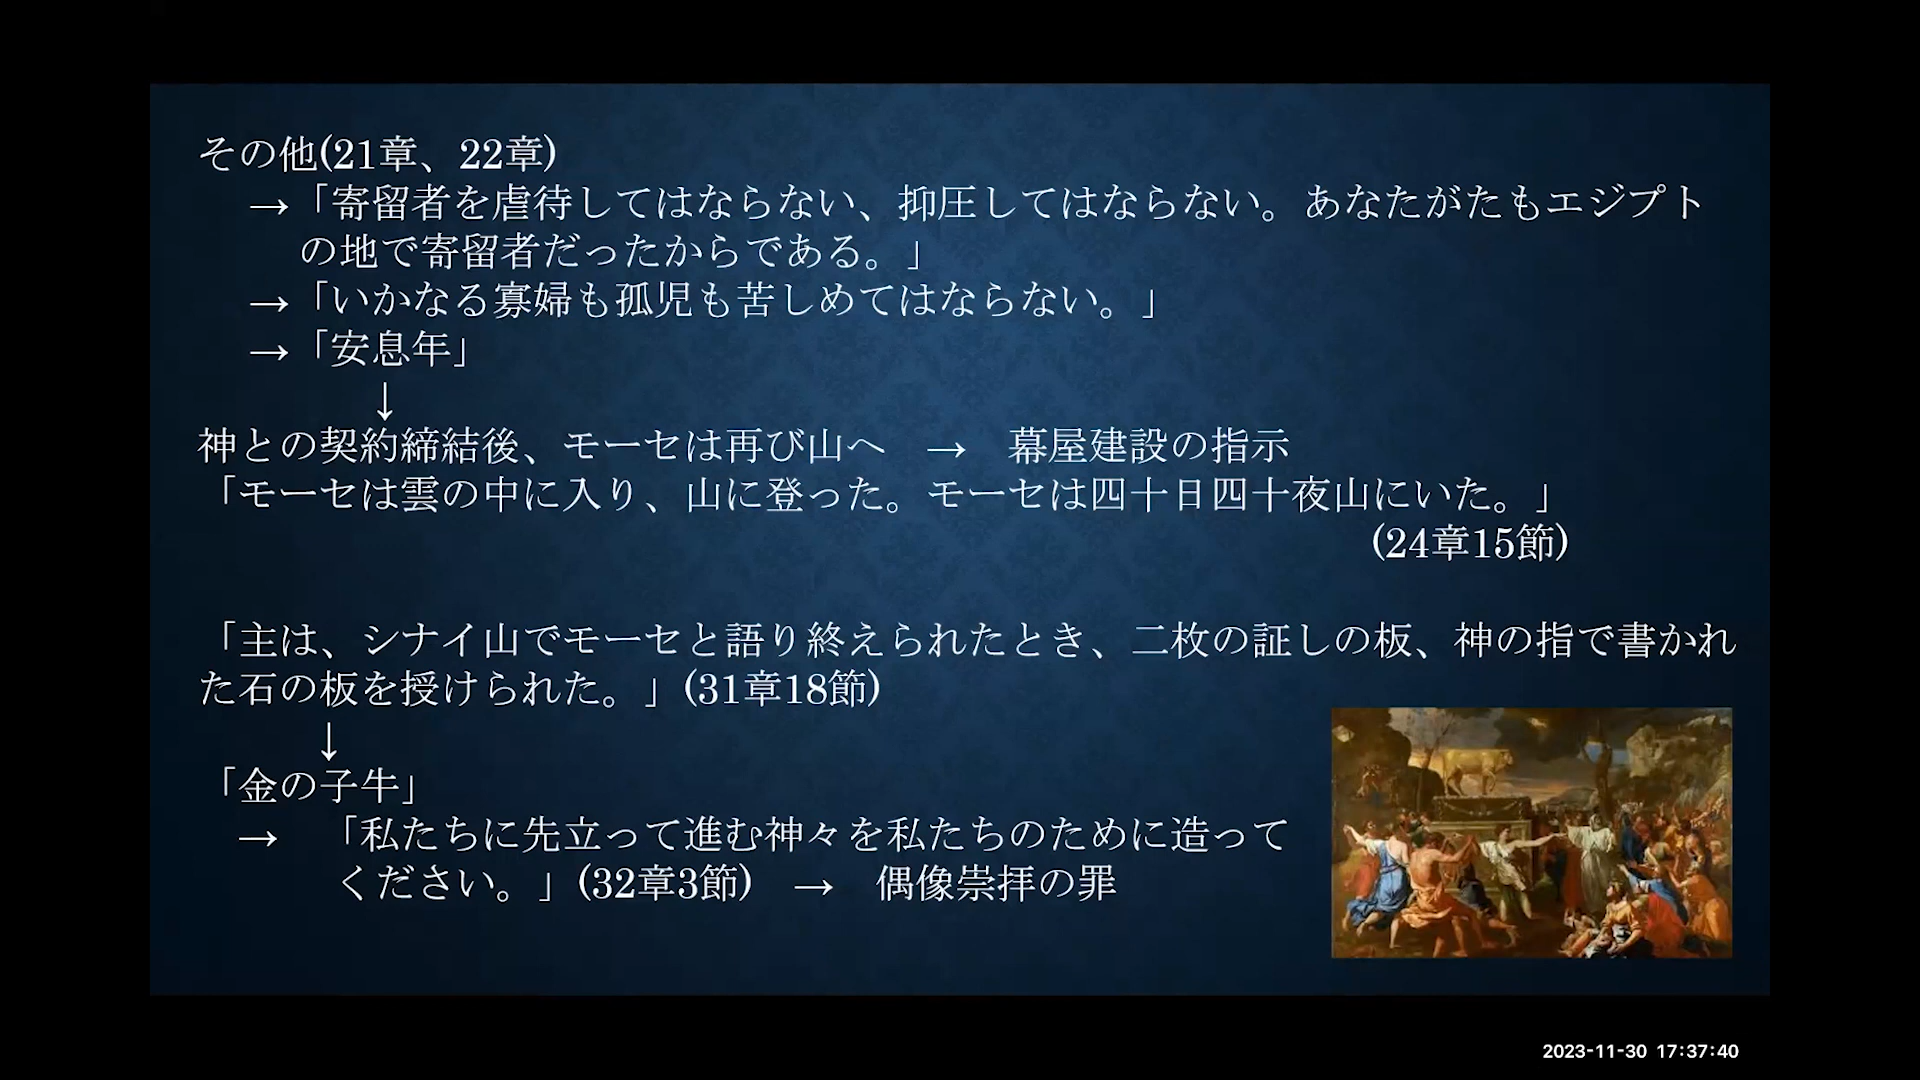 その他(21章、22章)
→「寄留者を虐待してはならない、抑圧してはならない。あなたがたもエジプト
の地で寄留者だったからである。」
→「いかなる寡婦も孤児も苦しめてはならない。」
→「安息年」
↓
神との契約締結後、モーセは再び山へ　→　幕屋建設の指示
「モーセは雲の中に入り、山に登った。モーセは四十日四十夜山にいた。」
(24章15節)
「主は、シナイ山でモーセと語り終えられたとき、二枚の証しの板、神の指で書かれ
た石の板を授けられた。」(31章18節)
↓
「金の子牛」
→　「私たちに先立って進む神々を私たちのために造って
ください。」(32章3節)　→　偶像崇拝の罪
2023-11-30 17:37:40